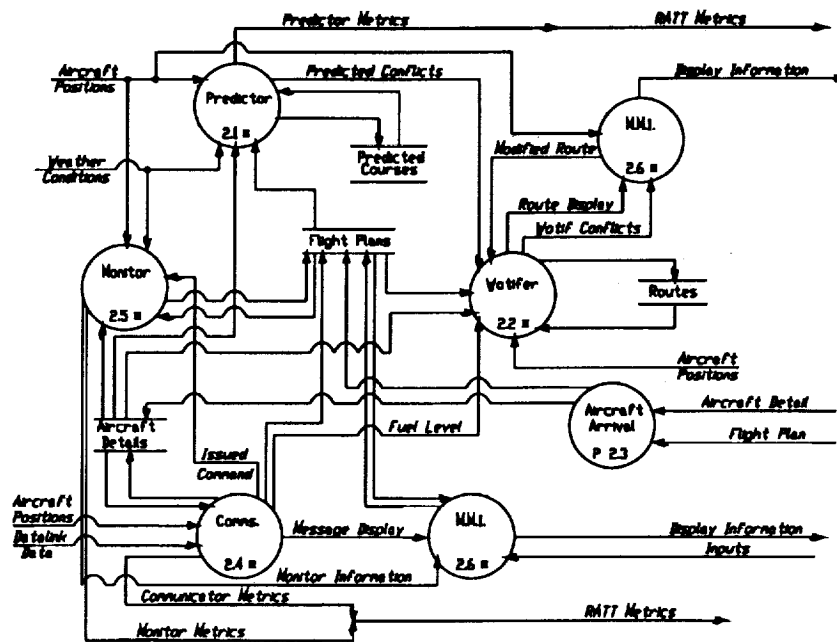 Predictor Metrics
RATT Metrics
Aircraft
Positions
Predicted Conflicts
Display Information
Predictor
2.1 *
M.M.I.
2.6 *
Predicted
Courses
Modified Route
Weather
Conditions
Route Display
Watif Conflicts
Flight Plans
Monitor
2.5 *
Watifer
2.2 *
Routes
Aircraft
Positions
Aircraft
Arrival
P 2.3
Aircraft Detail
Flight Plan
Aircraft
Details
Fuel Level
Issued
Command
Aircraft
Positions
Datalink
Data
Comms.
2.4 *
Message Display
M.M.I.
2.6 *
Display Information
Inputs
Monitor Information
Communicator Metrics
Monitor Metrics
RATT Metrics